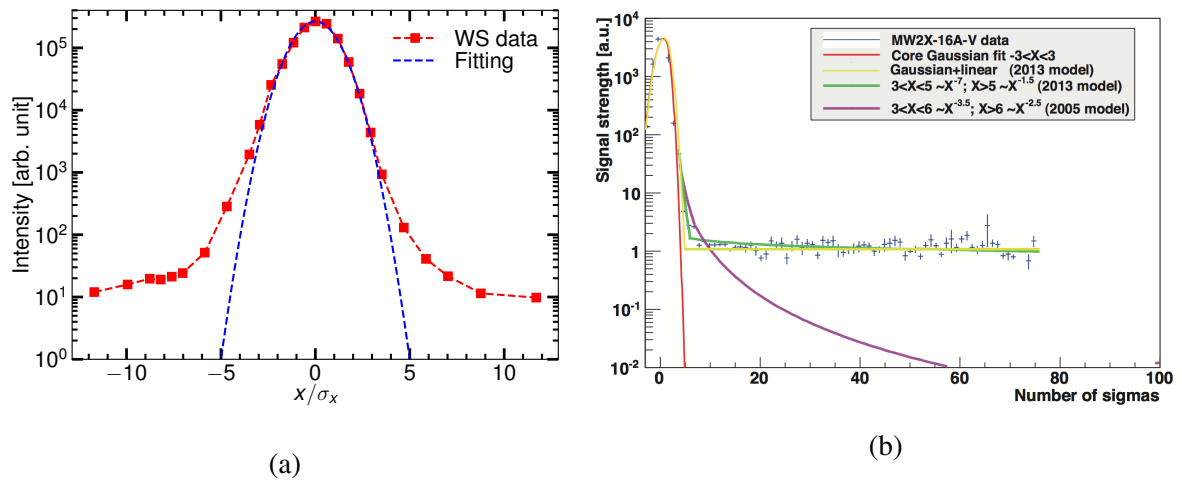 10^5
10^4
10^3
10^2
10^1
10^0
Intensity [arb. unit]
WS data
Fitting
−10
−5
0
5
10
x/σ_x
(a)
10^4
10^3
10^2
10
1
10^-1
10^-2
Signal strength [a.u.]
MW2X-16A-V data
Core Gaussian fit -3<X<3
Gaussian+linear (2013 model)
3<X<5 ~X^-7; X>5 ~X^-1.5 (2013 model)
3<X<6 ~X^-3.5; X>6 ~X^-2.5 (2005 model)
0
20
40
60
80
100
Number of sigmas
(b)